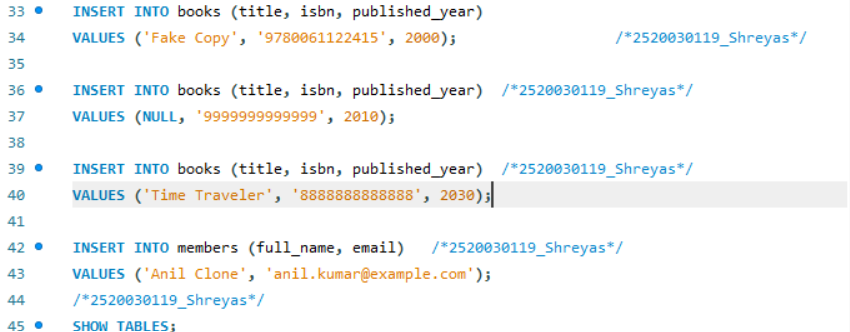 33 INSERT INTO books (title, isbn, published_year)
34 VALUES ('Fake Copy', '9780061122415', 2000); /*2520030119_Shreyas*/
35
36 INSERT INTO books (title, isbn, published_year) /*2520030119_Shreyas*/
37 VALUES (NULL, '9999999999999', 2010);
38
39 INSERT INTO books (title, isbn, published_year) /*2520030119_Shreyas*/
40 VALUES ('Time Traveler', '8888888888888', 2030);
41
42 INSERT INTO members (full_name, email) /*2520030119_Shreyas*/
43 VALUES ('Anil Clone', 'anil.kumar@example.com');
44 /*2520030119_Shreyas*/
45 SHOW TABLES;